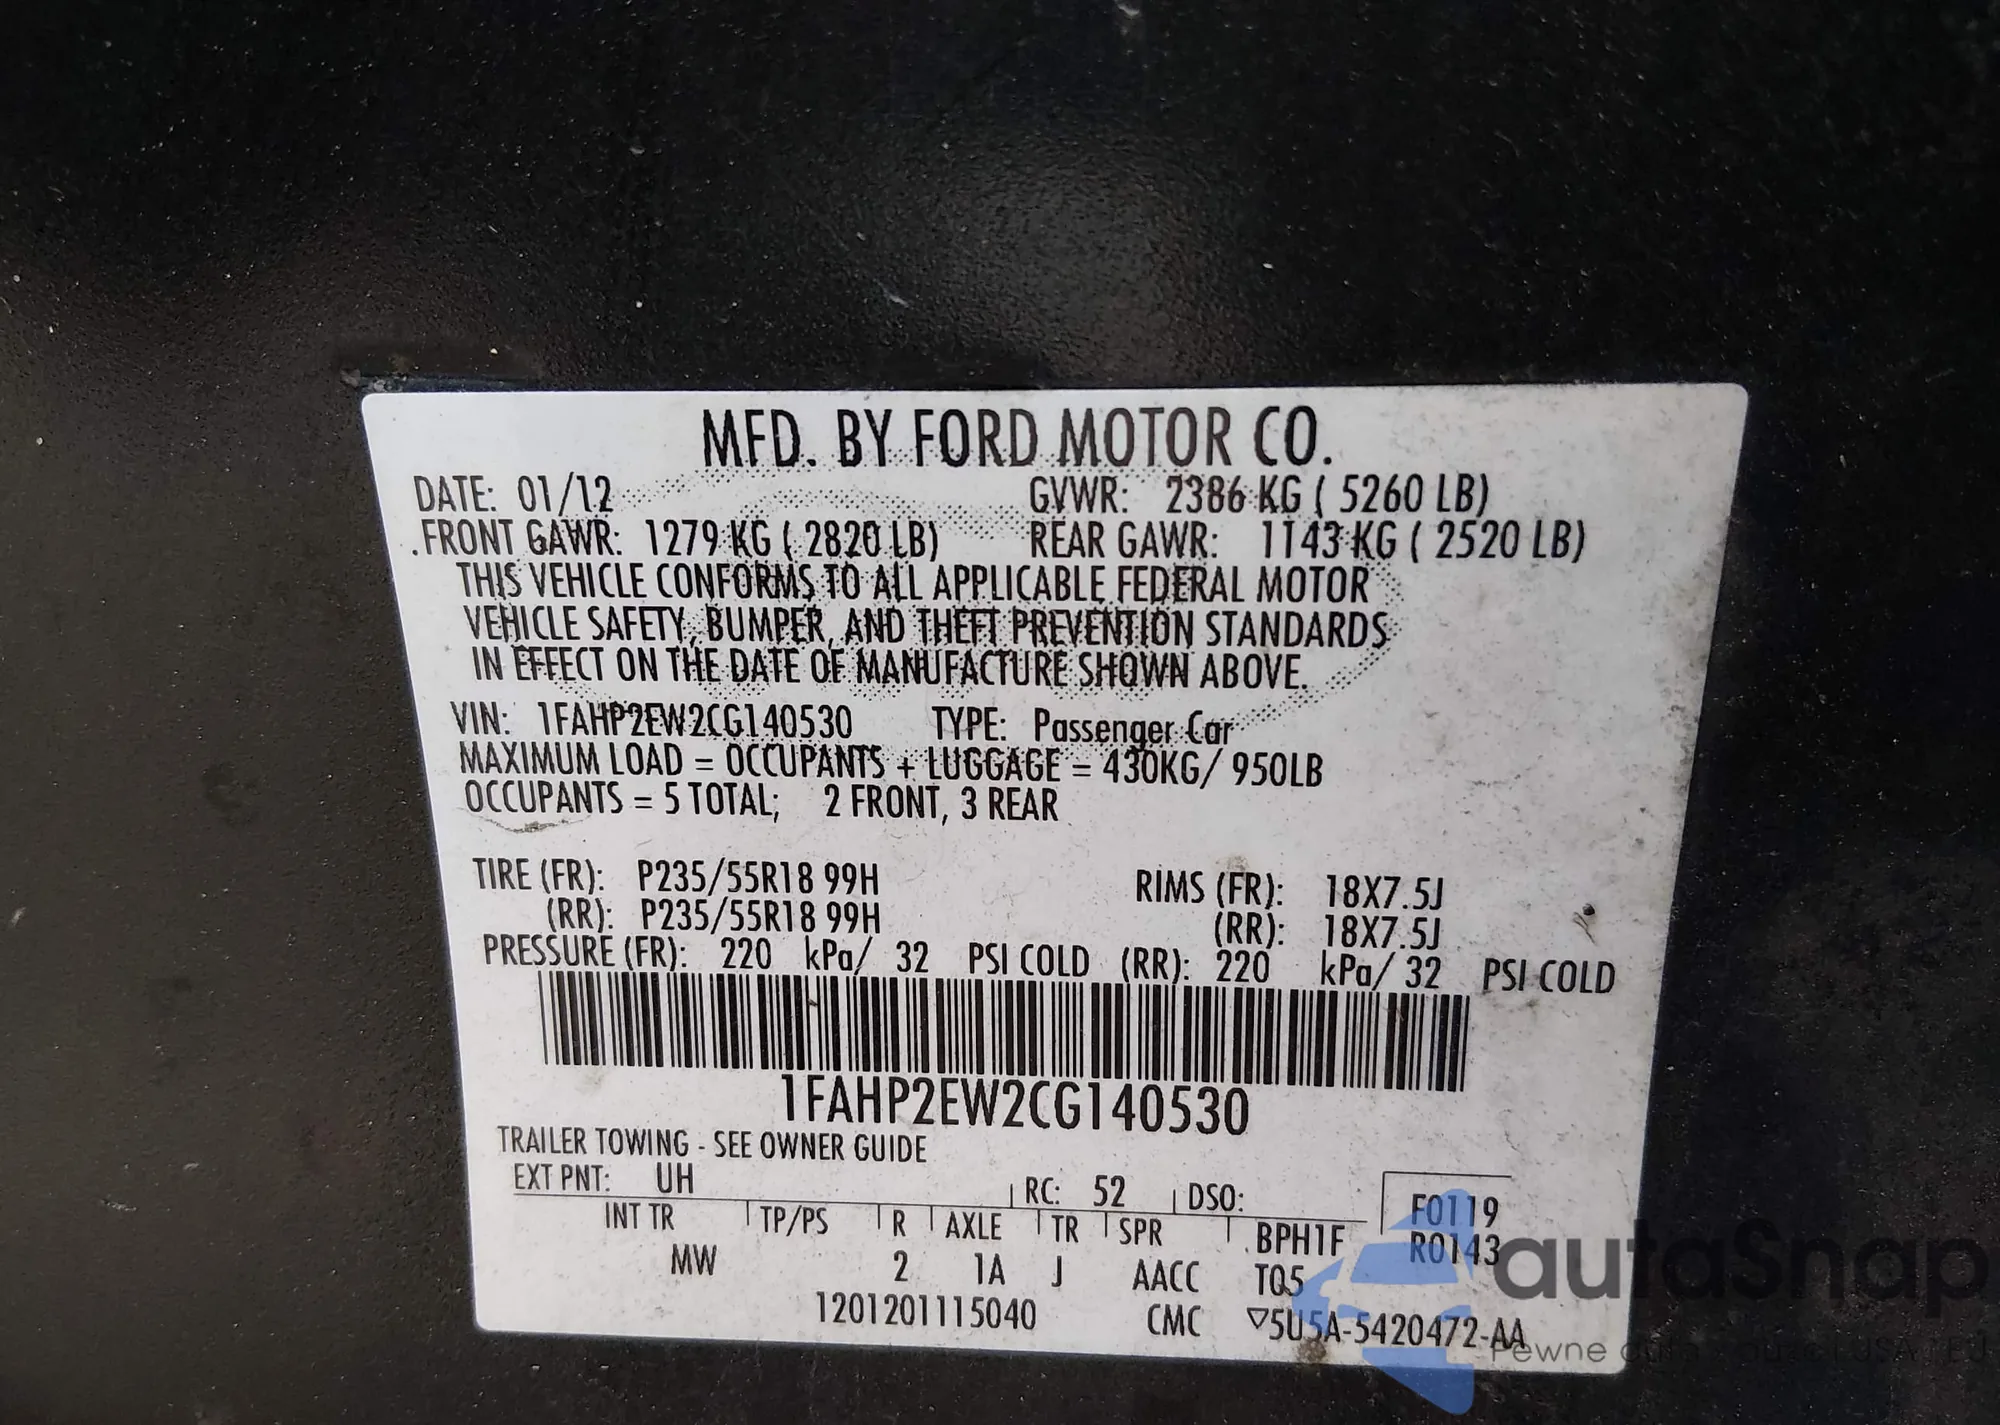 MFD. BY FORD MOTOR CO.
DATE: 01/12 GVWR: 2386 KG ( 5260 LB)
FRONT GAWR: 1279 KG ( 2820 LB) REAR GAWR: 1143 KG ( 2520 LB)
THIS VEHICLE CONFORMS TO ALL APPLICABLE FEDERAL MOTOR
VEHICLE SAFETY, BUMPER, AND THEFT PREVENTION STANDARDS
IN EFFECT ON THE DATE OF MANUFACTURE SHOWN ABOVE.
VIN: 1FAHP2EW2CG140530 TYPE: Passenger Car
MAXIMUM LOAD = OCCUPANTS + LUGGAGE = 430KG/ 950LB
OCCUPANTS = 5 TOTAL; 2 FRONT, 3 REAR
TIRE (FR): P235/55R18 99H RIMS (FR): 18X7.5J
(RR): P235/55R18 99H (RR): 18X7.5J
PRESSURE (FR): 220 kPa/ 32 PSI COLD (RR): 220 kPa/ 32 PSI COLD
1FAHP2EW2CG140530
TRAILER TOWING - SEE OWNER GUIDE
EXT PNT: UH RC: 52 DSO: F0119
INT TR TP/PS R AXLE TR SPR BPH1F R0143
MW 2 1A J AACC TQ5
1201201115040 CMC ▽5U5A-5420472-AA
autaSnap
Pewne auta